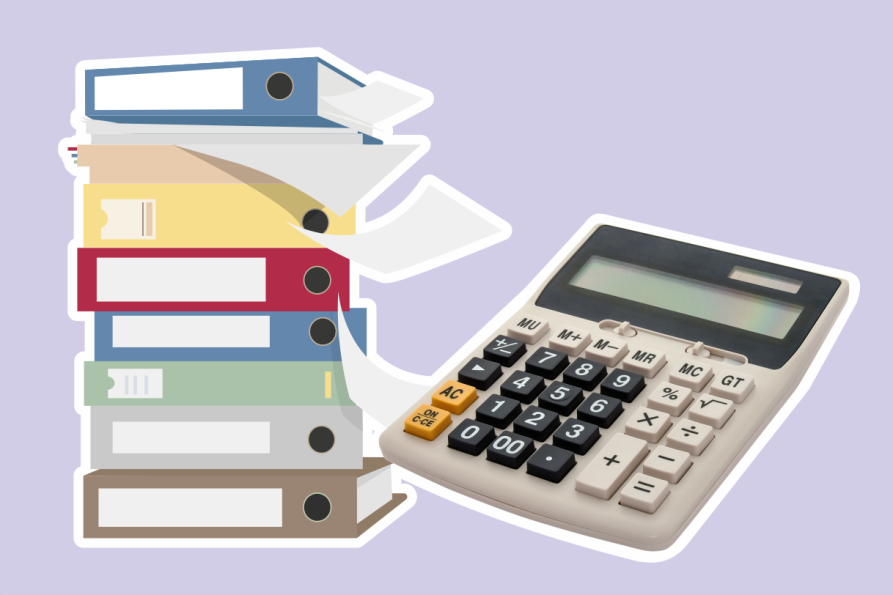 MU M+ M− MR MC GT
+/− 7 8 9 % √
▶ 4 5 6 × ÷
AC 1 2 3 + −
ON C·CE 0 00 · =